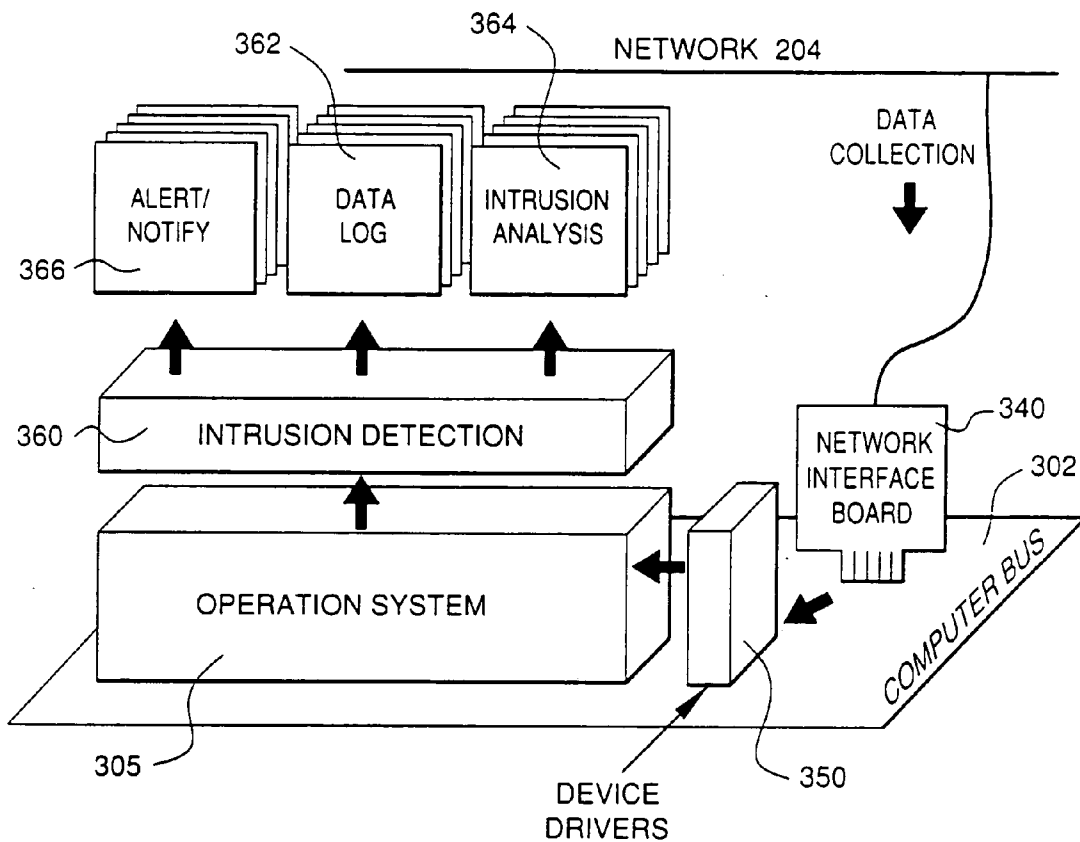 362
364
NETWORK 204
DATA
COLLECTION
ALERT/
NOTIFY
DATA
LOG
INTRUSION
ANALYSIS
366
340
360
INTRUSION DETECTION
NETWORK
INTERFACE
BOARD
302
OPERATION SYSTEM
COMPUTER BUS
305
350
DEVICE
DRIVERS